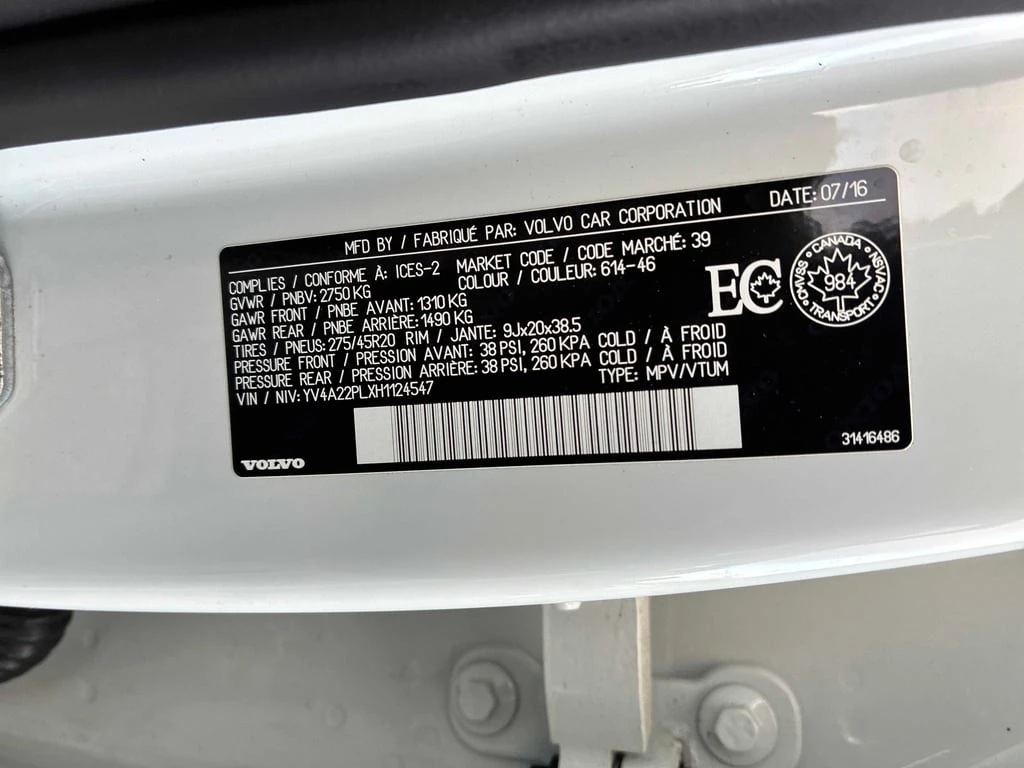 MFD BY / FABRIQUÉ PAR: VOLVO CAR CORPORATION DATE: 07/16
COMPLIES / CONFORME À: ICES-2 MARKET CODE / CODE MARCHÉ: 39
GVWR / PNBV: 2750 KG COLOUR / COULEUR: 614-46
GAWR FRONT / PNBE AVANT: 1310 KG
GAWR REAR / PNBE ARRIÈRE: 1490 KG
TIRES / PNEUS: 275/45R20 RIM / JANTE: 9Jx20x38.5
PRESSURE FRONT / PRESSION AVANT: 38 PSI, 260 KPA COLD / À FROID
PRESSURE REAR / PRESSION ARRIÈRE: 38 PSI, 260 KPA COLD / À FROID
VIN / NIV: YV4A22PLXH1124547 TYPE: MPV/VTUM
EC
CANADA
CMVSS 984 NSVAC
TRANSPORT
VOLVO
31416486